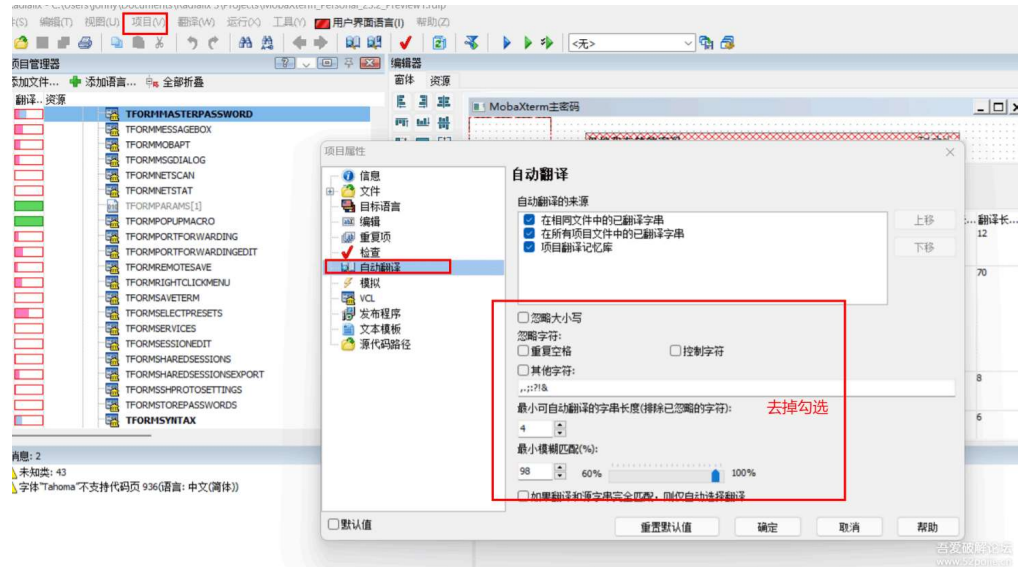 adialix - C:\Users\jonny\Documents\Radialix 3\Projects\MobaXterm_Personal_23.2_Preview1.rulp
(S) 编辑(T) 视图(U) 项目(V) 翻译(W) 运行(X) 工具(Y) 用户界面语言(I) 帮助(Z)
<无>
项目管理器
编辑器
添加文件... 添加语言... 全部折叠
窗体 资源
翻译.. 资源
TFORMMASTERPASSWORD
TFORMMESSAGEBOX
TFORMMOBAPT
TFORMMSGDIALOG
TFORMNETSCAN
TFORMNETSTAT
TFORMPARAMS[1]
TFORMPOPUPMACRO
TFORMPORTFORWARDING
TFORMPORTFORWARDINGEDIT
TFORMREMOTESAVE
TFORMRIGHTCLICKMENU
TFORMSAVETERM
TFORMSELECTPRESETS
TFORMSERVICES
TFORMSESSIONEDIT
TFORMSHAREDSESSIONS
TFORMSHAREDSESSIONSEXPORT
TFORMSSHPROTOSETTINGS
TFORMSTOREPASSWORDS
TFORMSYNTAX
消息: 2
未知类: 43
字体"Tahoma"不支持代码页 936(语言: 中文(简体))
MobaXterm主密码
翻译长...
12
70
8
6
项目属性
信息
文件
目标语言
编辑
重复项
检查
自动翻译
模拟
VCL
发布程序
文本模板
源代码路径
自动翻译
自动翻译的来源
在相同文件中的已翻译字串
在所有项目文件中的已翻译字串
项目翻译记忆库
上移
下移
忽略大小写
忽略字符:
重复空格 控制字符
其他字符:
,.;:?!&
最小可自动翻译的字串长度(排除已忽略的字符):
去掉勾选
4
最小模糊匹配(%):
98 60% 100%
如果翻译和源字串完全匹配，则仅自动选择翻译
默认值
重置默认值 确定 取消 帮助
吾爱破解论坛
www.52pojie.cn